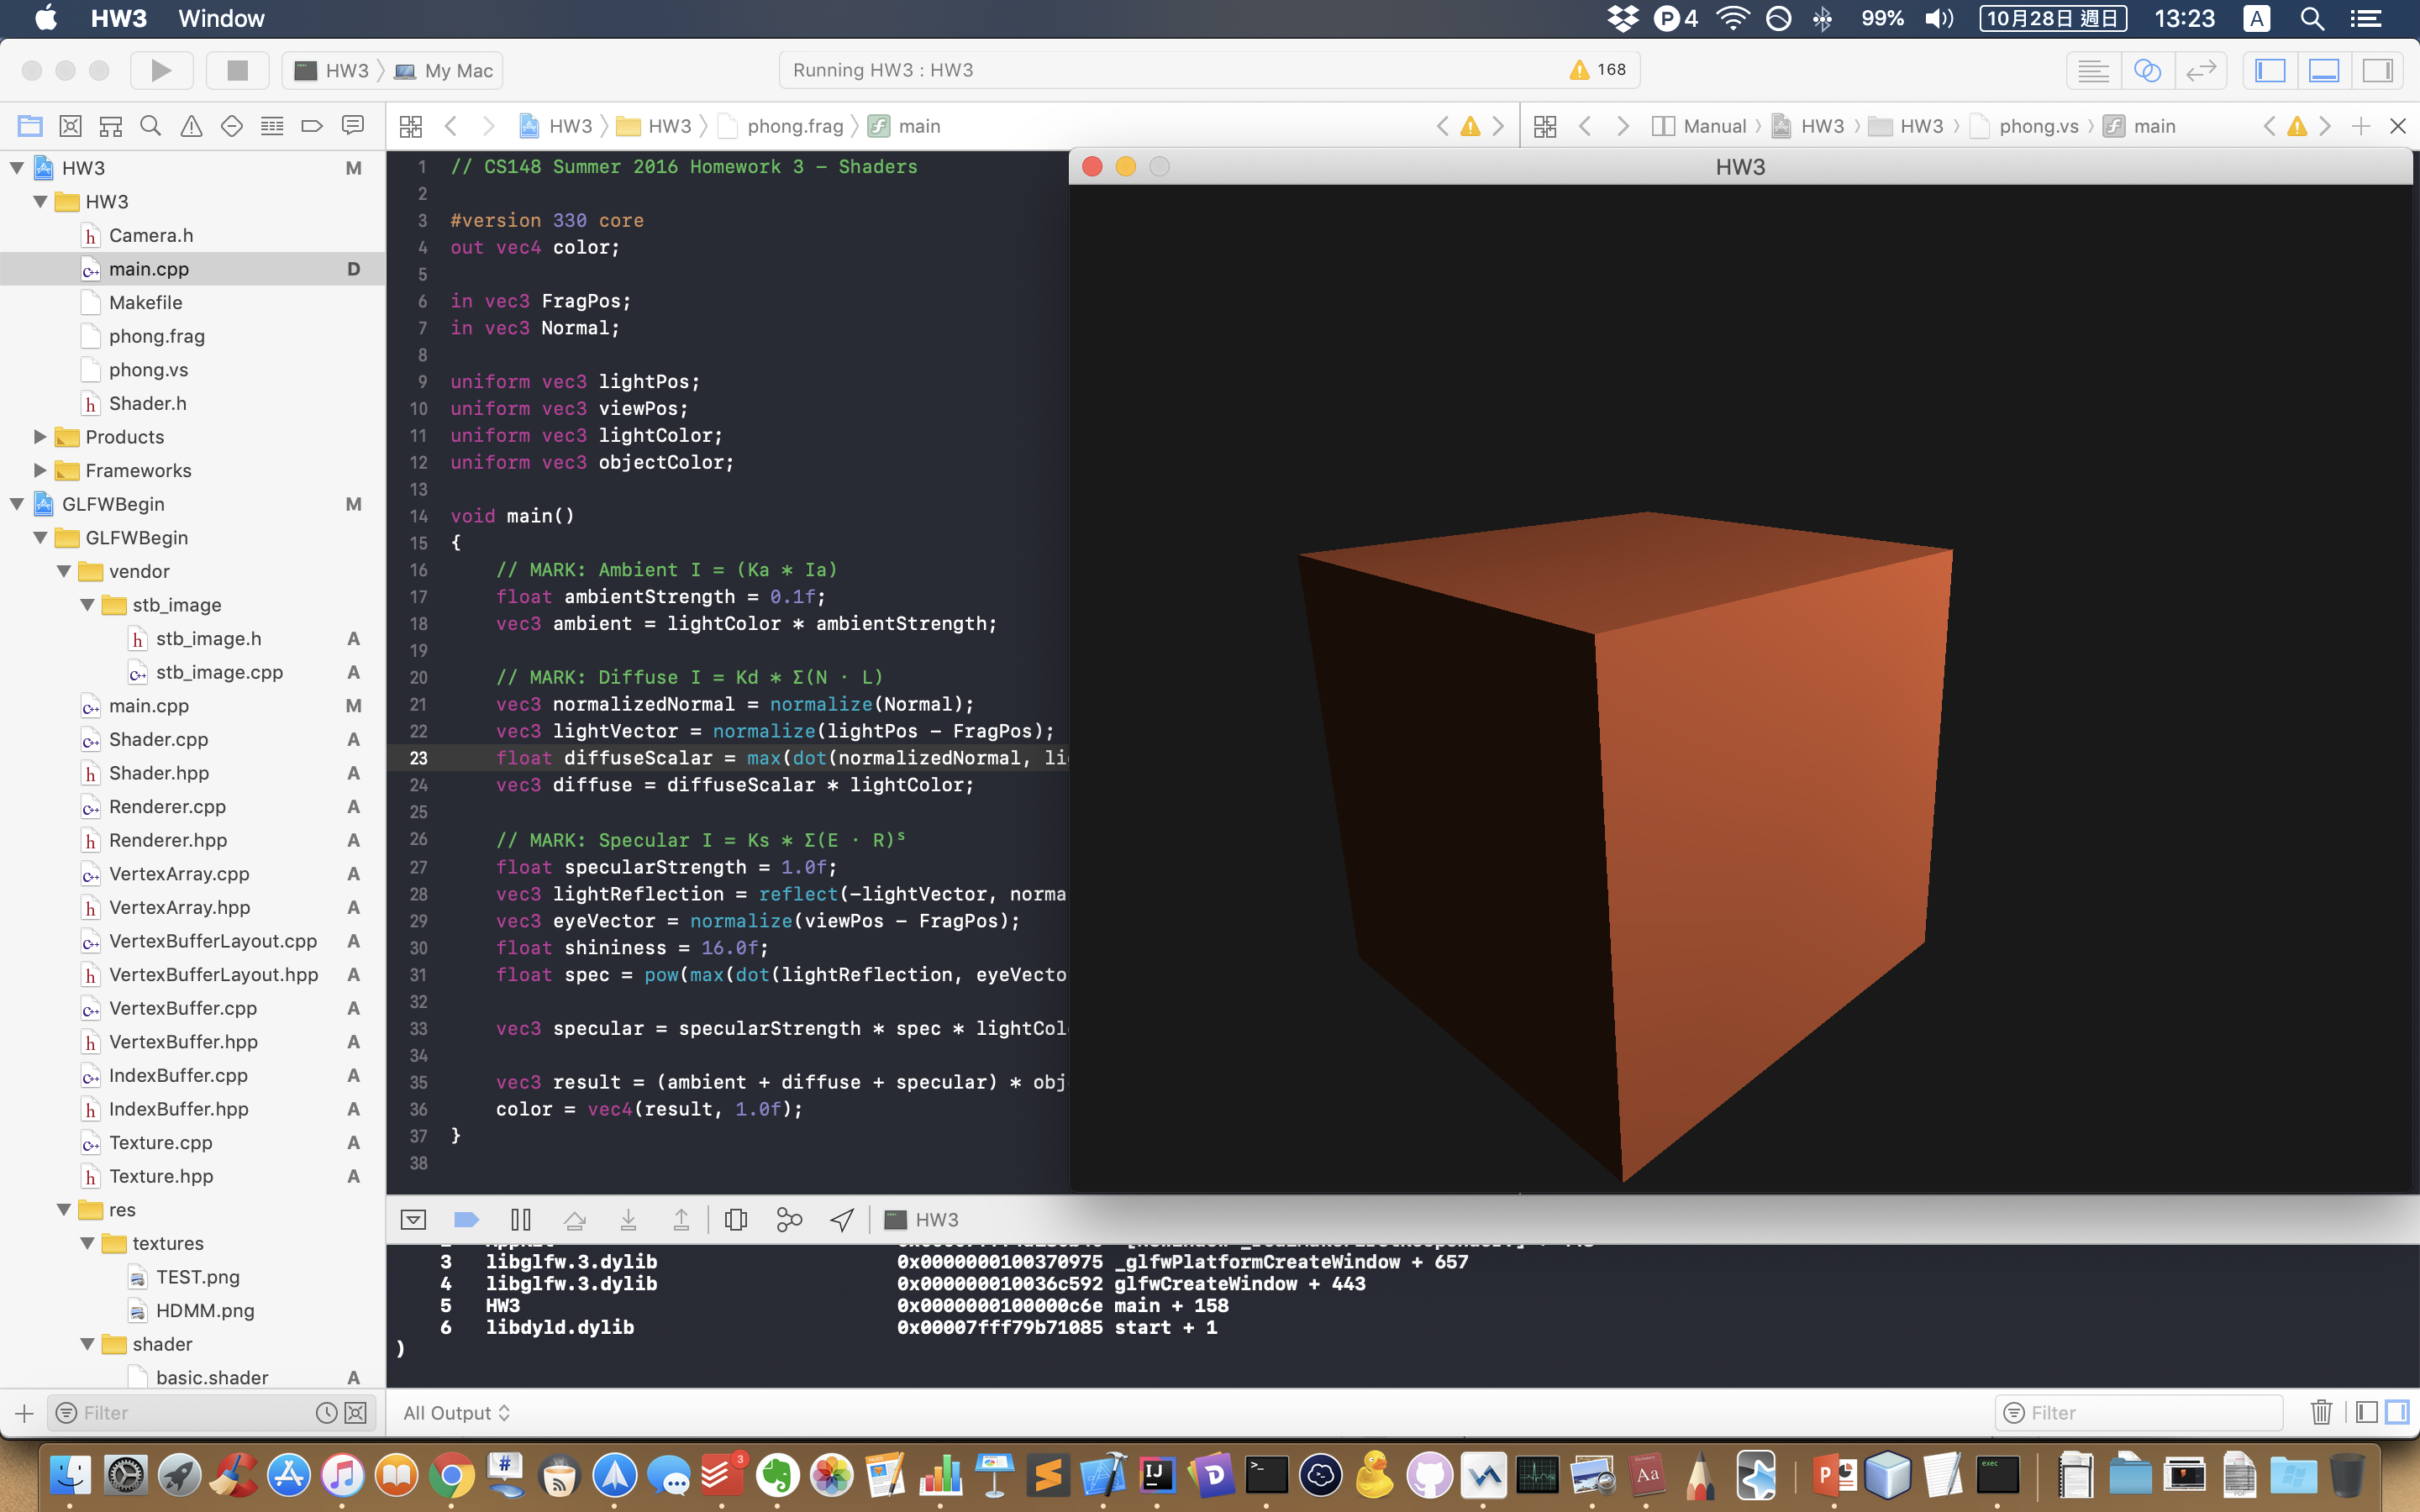 HW3 Window 4 99% 10月28日 週日 13:23 A
HW3 My Mac Running HW3 : HW3 168
HW3 HW3 phong.frag f main
Manual HW3 HW3 phong.vs f main
HW3 M
HW3
Camera.h
main.cpp D
Makefile
phong.frag
phong.vs
Shader.h
Products
Frameworks
GLFWBegin M
GLFWBegin
vendor
stb_image
stb_image.h A
stb_image.cpp A
main.cpp M
Shader.cpp A
Shader.hpp A
Renderer.cpp A
Renderer.hpp A
VertexArray.cpp A
VertexArray.hpp A
VertexBufferLayout.cpp A
VertexBufferLayout.hpp A
VertexBuffer.cpp A
VertexBuffer.hpp A
IndexBuffer.cpp A
IndexBuffer.hpp A
Texture.cpp A
Texture.hpp A
res
textures
TEST.png
HDMM.png
shader
basic.shader A
Filter
1 // CS148 Summer 2016 Homework 3 – Shaders
2
3 #version 330 core
4 out vec4 color;
5
6 in vec3 FragPos;
7 in vec3 Normal;
8
9 uniform vec3 lightPos;
10 uniform vec3 viewPos;
11 uniform vec3 lightColor;
12 uniform vec3 objectColor;
13
14 void main()
15 {
16 // MARK: Ambient I = (Ka * Ia)
17 float ambientStrength = 0.1f;
18 vec3 ambient = lightColor * ambientStrength;
19
20 // MARK: Diffuse I = Kd * Σ(N · L)
21 vec3 normalizedNormal = normalize(Normal);
22 vec3 lightVector = normalize(lightPos – FragPos);
23 float diffuseScalar = max(dot(normalizedNormal, li
24 vec3 diffuse = diffuseScalar * lightColor;
25
26 // MARK: Specular I = Ks * Σ(E · R)ˢ
27 float specularStrength = 1.0f;
28 vec3 lightReflection = reflect(-lightVector, norma
29 vec3 eyeVector = normalize(viewPos – FragPos);
30 float shininess = 16.0f;
31 float spec = pow(max(dot(lightReflection, eyeVecto
32
33 vec3 specular = specularStrength * spec * lightCol
34
35 vec3 result = (ambient + diffuse + specular) * obj
36 color = vec4(result, 1.0f);
37 }
38
HW3
HW3
3 libglfw.3.dylib 0x0000000100370975 _glfwPlatformCreateWindow + 657
4 libglfw.3.dylib 0x000000010036c592 glfwCreateWindow + 443
5 HW3 0x0000000100000c6e main + 158
6 libdyld.dylib 0x00007fff79b71085 start + 1
)
All Output Filter
3